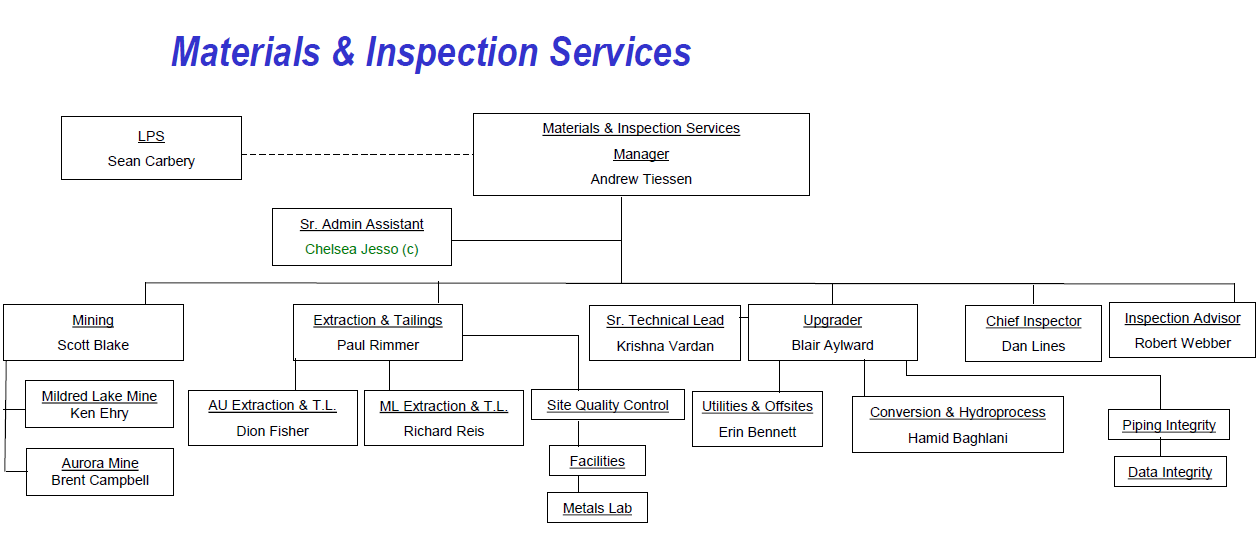 Materials & Inspection Services
LPS
Sean Carbery
Materials & Inspection Services
Manager
Andrew Tiessen
Sr. Admin Assistant
Chelsea Jesso (c)
Mining
Scott Blake
Extraction & Tailings
Paul Rimmer
Sr. Technical Lead
Krishna Vardan
Upgrader
Blair Aylward
Chief Inspector
Dan Lines
Inspection Advisor
Robert Webber
Mildred Lake Mine
Ken Ehry
Aurora Mine
Brent Campbell
AU Extraction & T.L.
Dion Fisher
ML Extraction & T.L.
Richard Reis
Site Quality Control
Facilities
Metals Lab
Utilities & Offsites
Erin Bennett
Conversion & Hydroprocess
Hamid Baghlani
Piping Integrity
Data Integrity